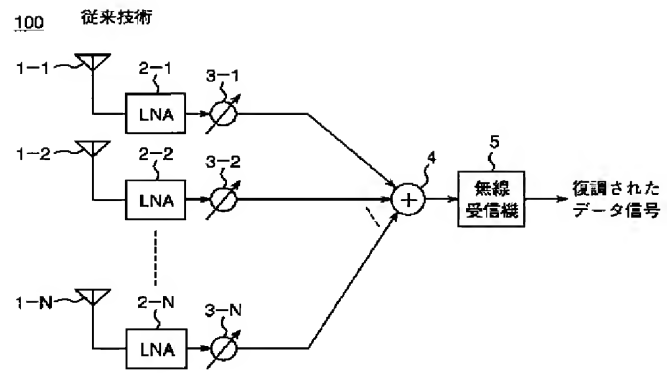 100 従来技術
1-1
2-1
3-1
LNA
1-2
2-2
3-2
LNA
4
+
5
無線
受信機
復調された
データ信号
1-N
2-N
3-N
LNA